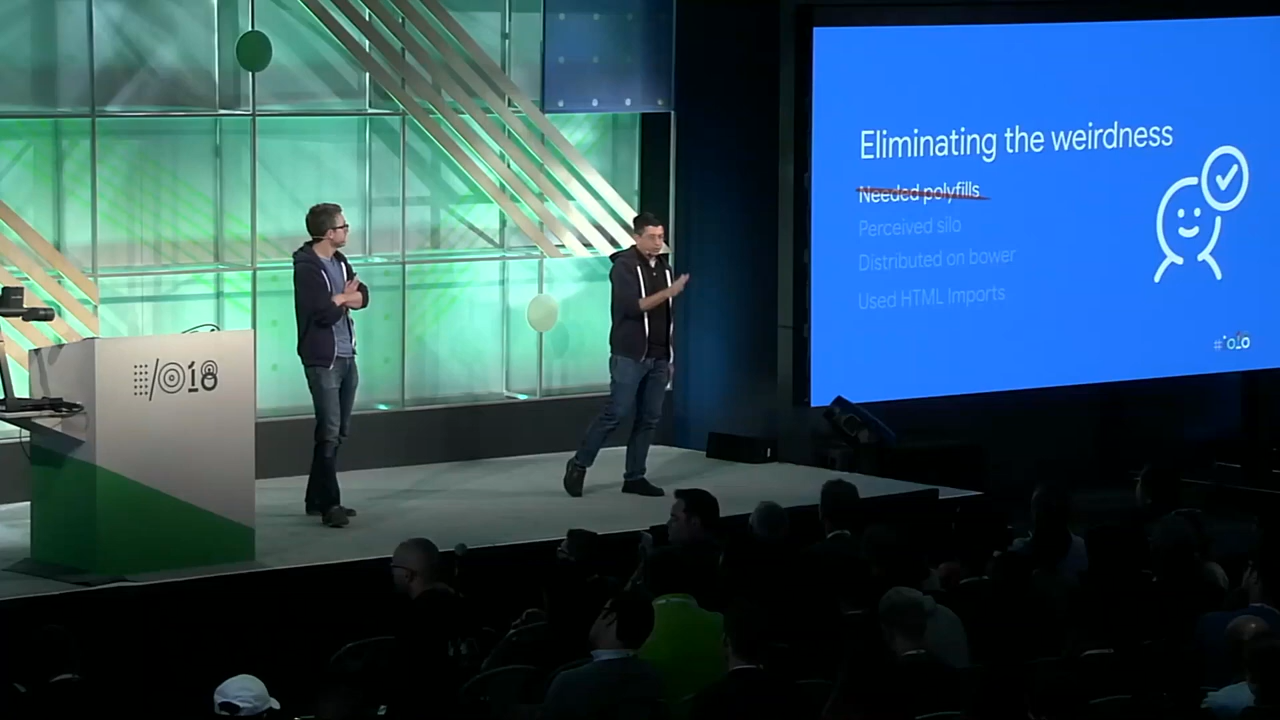 Eliminating the weirdness
Needed polyfills
Perceived silo
Distributed on bower
Used HTML Imports
#io18
I/O18